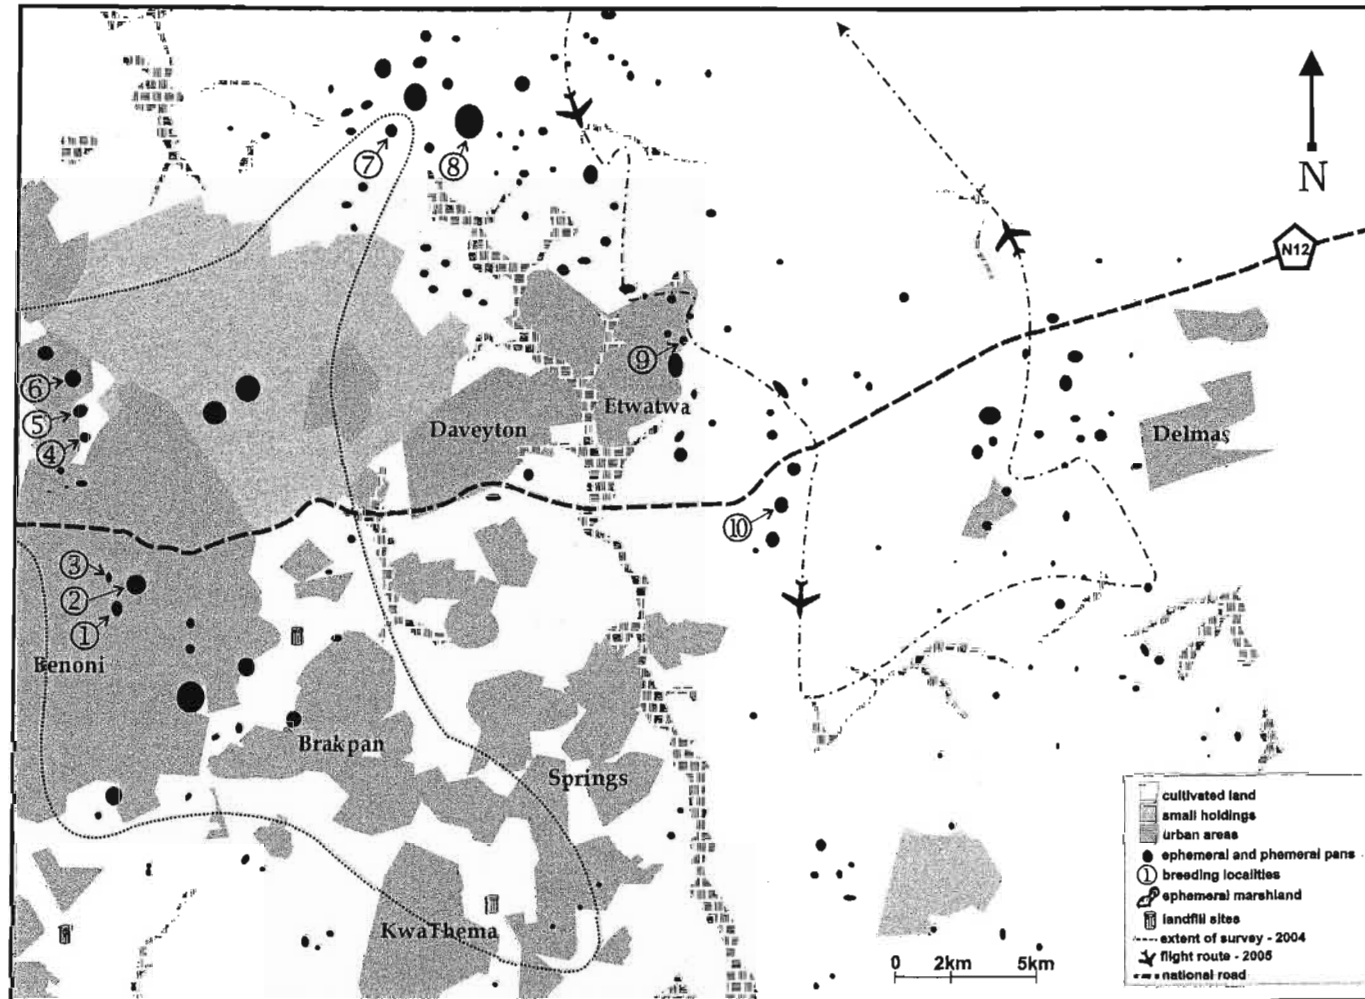 ⑦
⑧
N
N12
⑨
⑥
⑤
④
Etwatwa
Daveyton
Delmas
⑩
③
②
①
Benoni
Brakpan
Springs
KwaThema
cultivated land
small holdings
urban areas
ephemeral and phemeral pans
① breeding localities
ephemeral marshland
landfill sites
extent of survey - 2004
flight route - 2005
national road
0 2km 5km